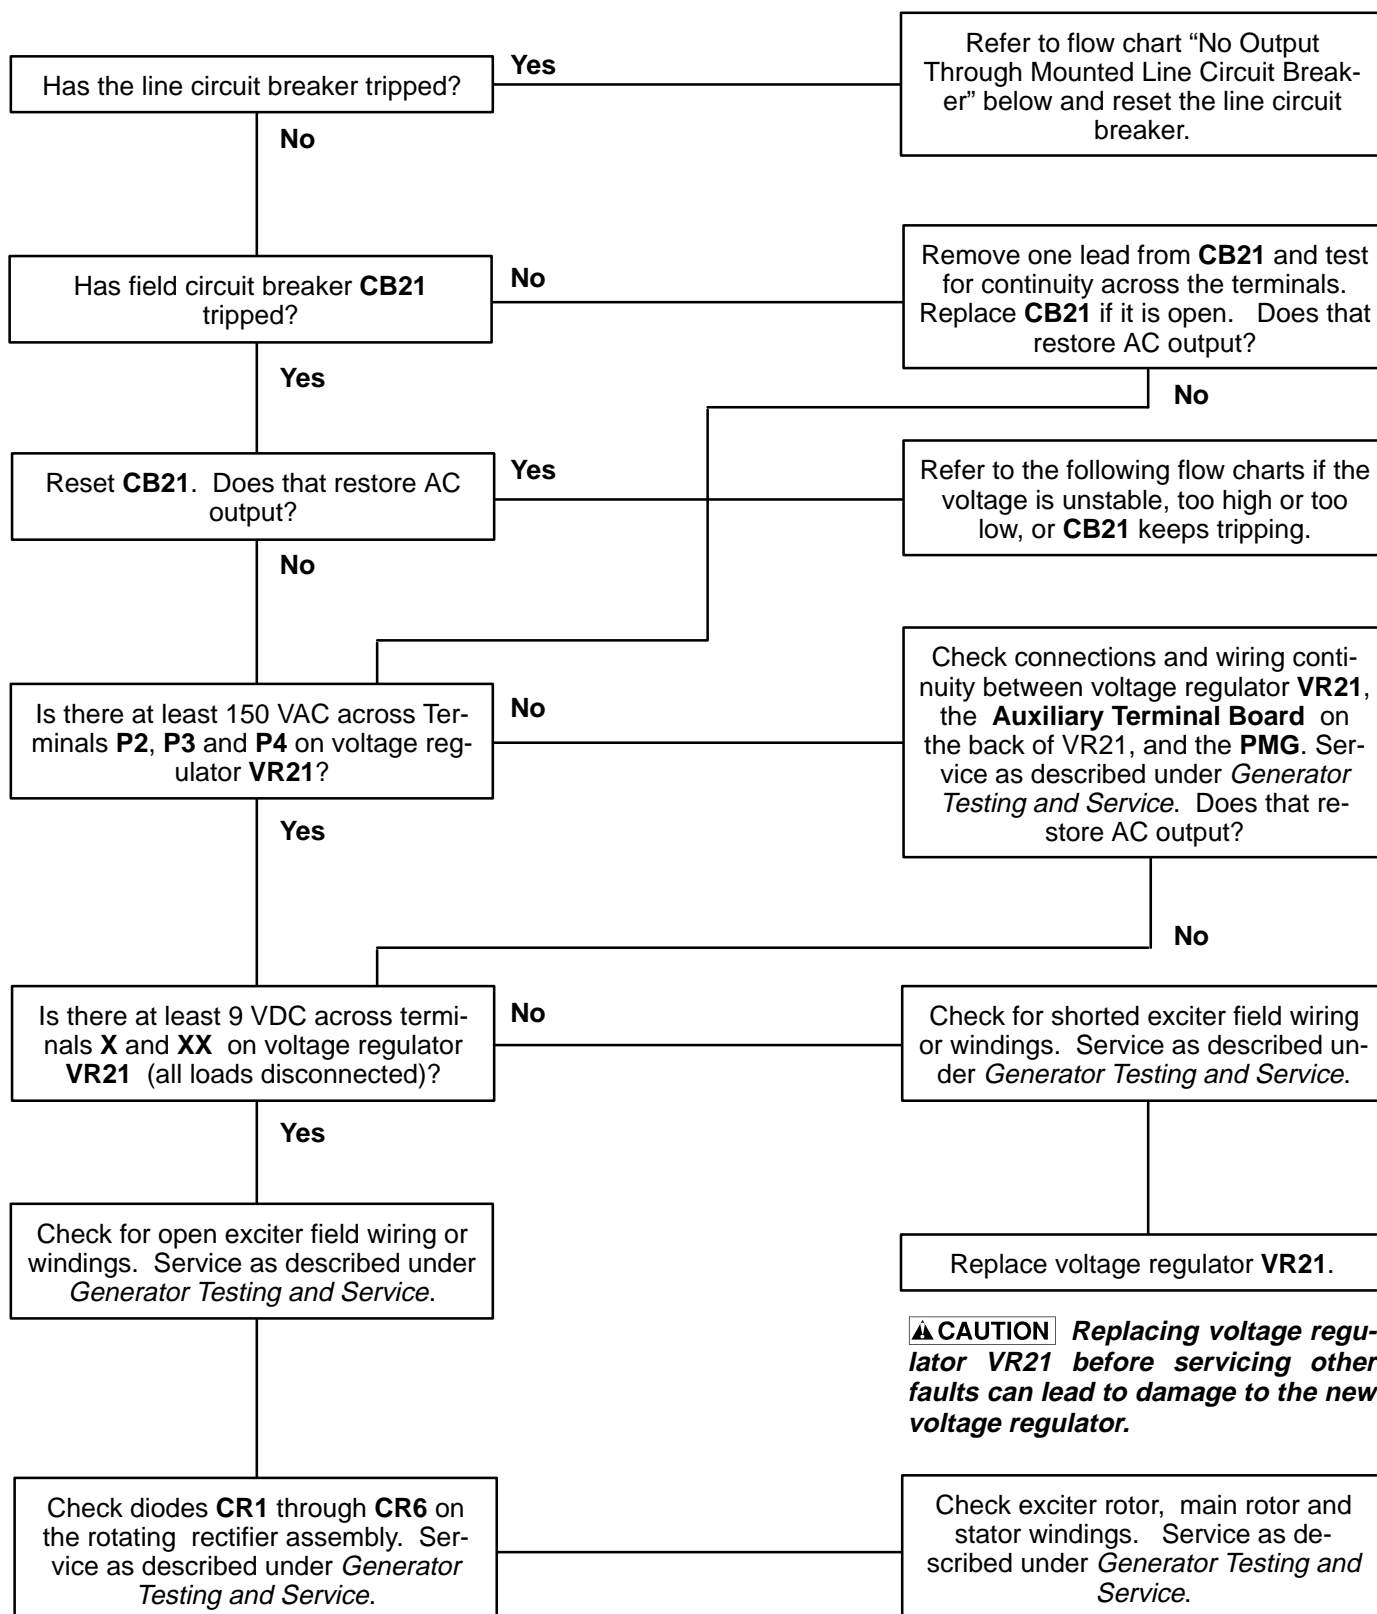 Has the line circuit breaker tripped?
Yes
Refer to flow chart “No Output
Through Mounted Line Circuit Break-
er” below and reset the line circuit
breaker.
No
Has field circuit breaker CB21
tripped?
No
Remove one lead from CB21 and test
for continuity across the terminals.
Replace CB21 if it is open. Does that
restore AC output?
Yes
No
Reset CB21. Does that restore AC
output?
Yes
Refer to the following flow charts if the
voltage is unstable, too high or too
low, or CB21 keeps tripping.
No
Is there at least 150 VAC across Ter-
minals P2, P3 and P4 on voltage reg-
ulator VR21?
No
Check connections and wiring conti-
nuity between voltage regulator VR21,
the Auxiliary Terminal Board on
the back of VR21, and the PMG. Ser-
vice as described under Generator
Testing and Service. Does that re-
store AC output?
Yes
No
Is there at least 9 VDC across termi-
nals X and XX on voltage regulator
VR21 (all loads disconnected)?
No
Check for shorted exciter field wiring
or windings. Service as described un-
der Generator Testing and Service.
Yes
Check for open exciter field wiring or
windings. Service as described under
Generator Testing and Service.
Replace voltage regulator VR21.
CAUTION Replacing voltage regu-
lator VR21 before servicing other
faults can lead to damage to the new
voltage regulator.
Check diodes CR1 through CR6 on
the rotating rectifier assembly. Ser-
vice as described under Generator
Testing and Service.
Check exciter rotor, main rotor and
stator windings. Service as de-
scribed under Generator Testing and
Service.